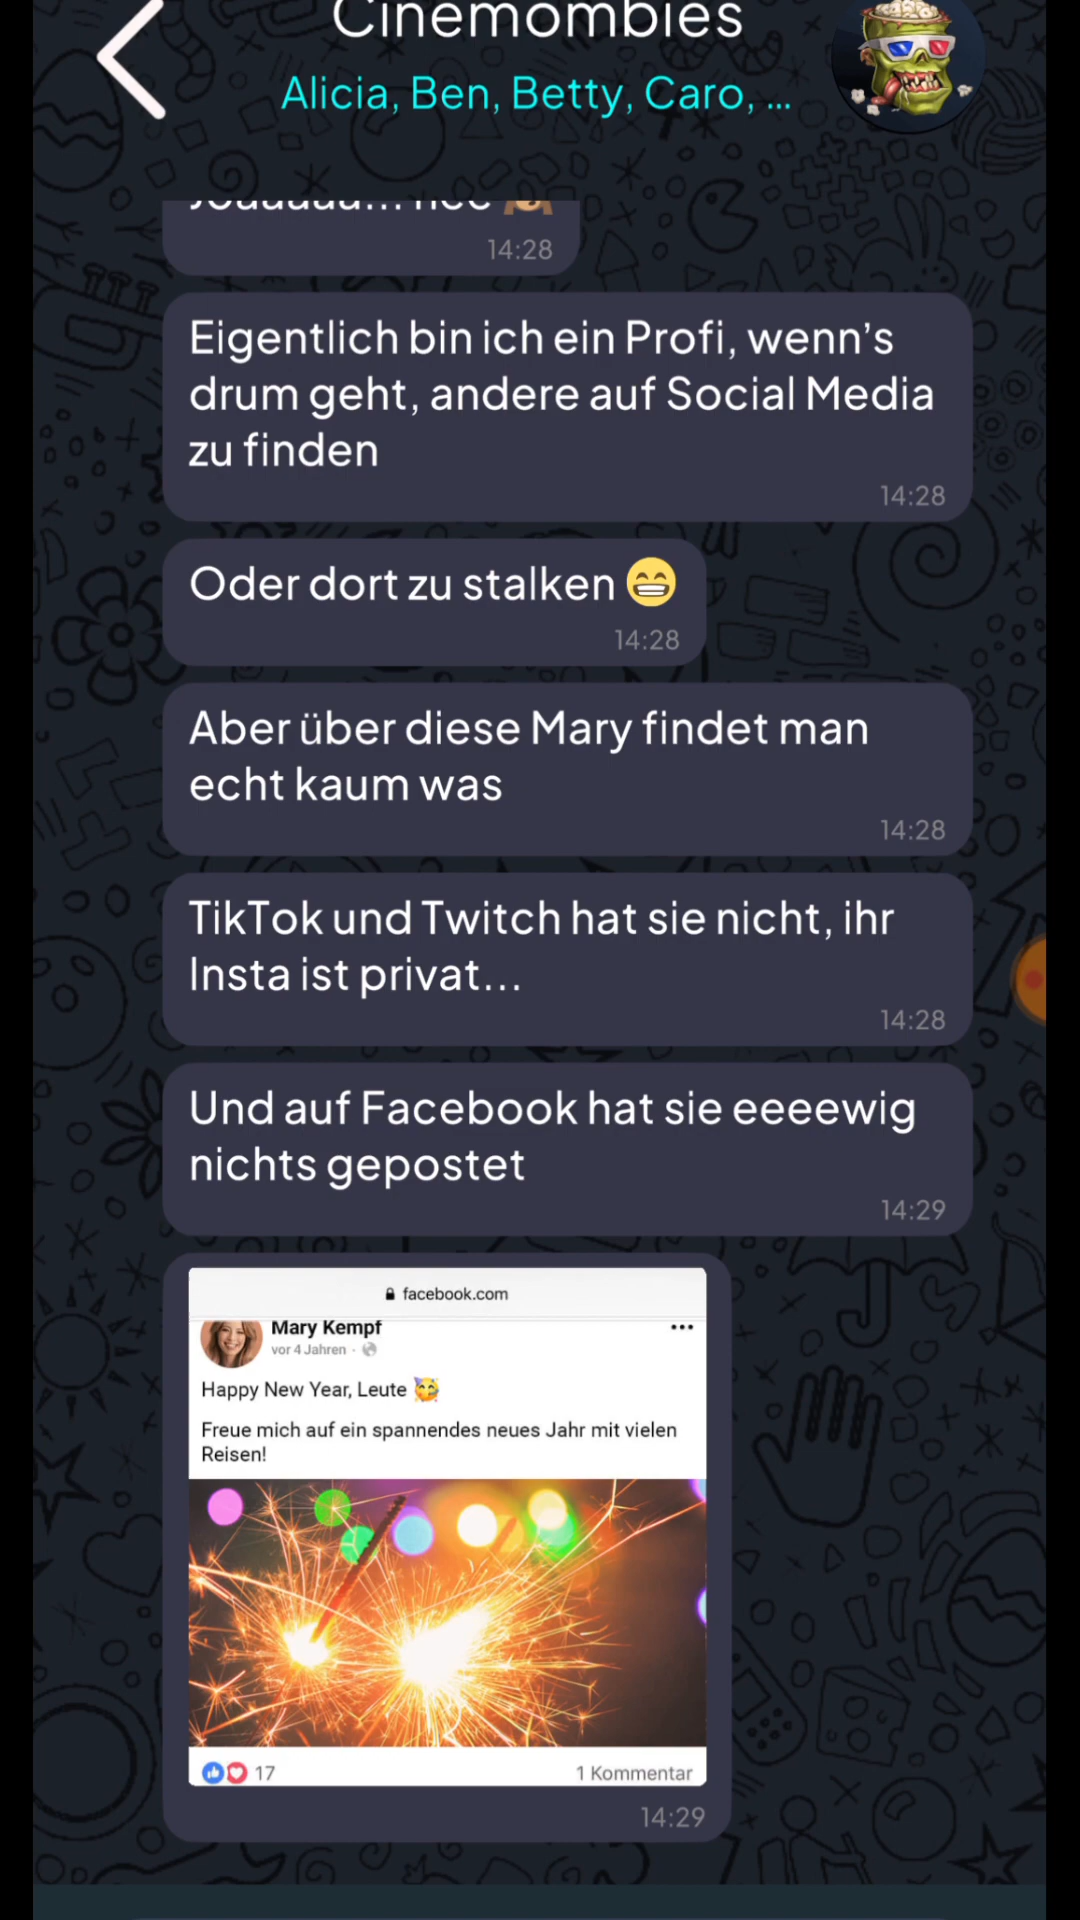 Cinemombies
Alicia, Ben, Betty, Caro, ...
14:28
Eigentlich bin ich ein Profi, wenn's
drum geht, andere auf Social Media
zu finden
14:28
Oder dort zu stalken 😁
14:28
Aber über diese Mary findet man
echt kaum was
14:28
TikTok und Twitch hat sie nicht, ihr
Insta ist privat...
14:28
Und auf Facebook hat sie eeeewig
nichts gepostet
14:29
facebook.com
Mary Kempf
vor 4 Jahren ·
Happy New Year, Leute 🥳
Freue mich auf ein spannendes neues Jahr mit vielen
Reisen!
17
1 Kommentar
14:29